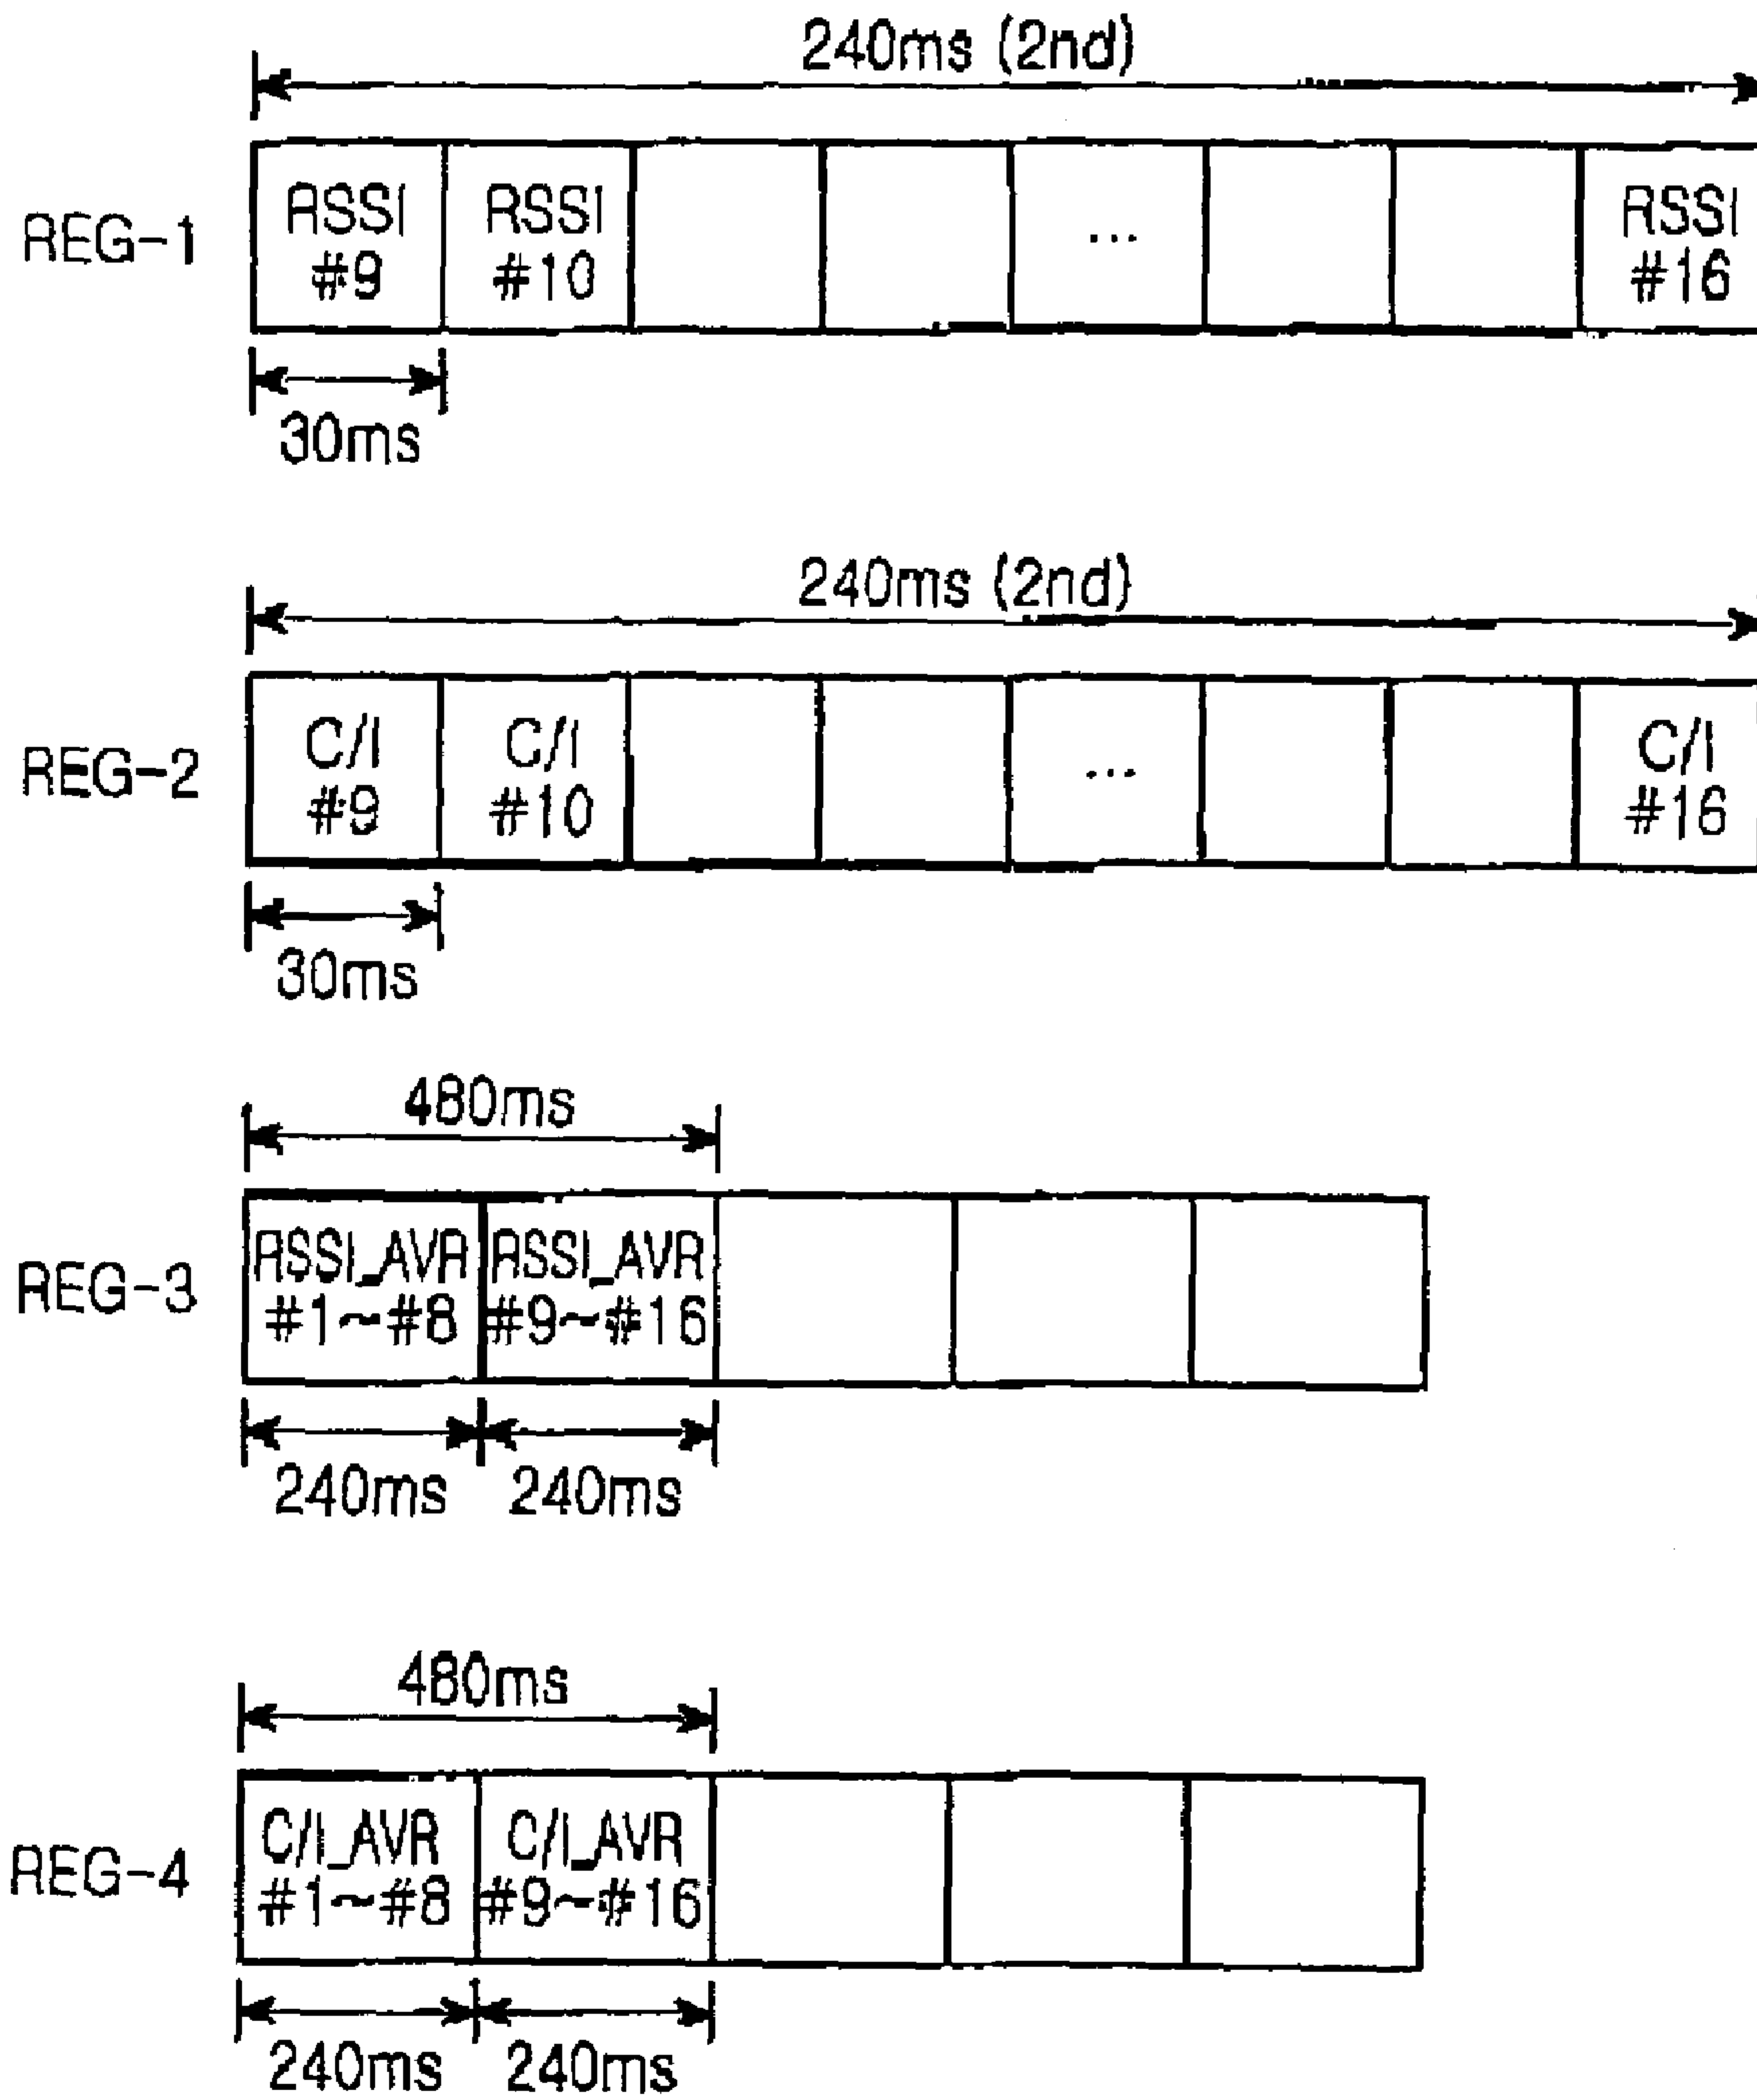 240ms (2nd)
REG-1
RSSI #9
RSSI #10
...
RSSI #16
30ms
240ms (2nd)
REG-2
C/I #9
C/I #10
...
C/I #16
30ms
480ms
REG-3
RSSI_AVR #1~#8
RSSI_AVR #9~#16
240ms 240ms
480ms
REG-4
C/I_AVR #1~#8
C/I_AVR #9~#16
240ms 240ms